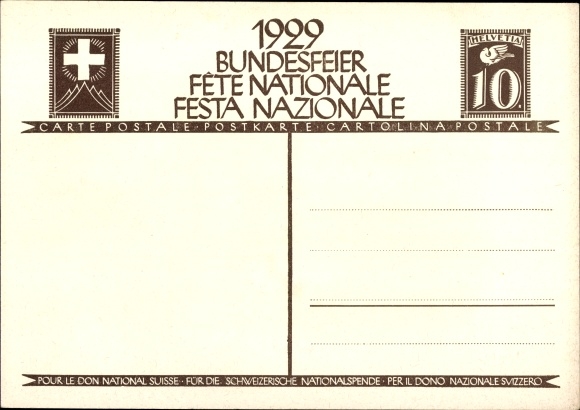 1929
BUNDESFEIER
FÊTE NATIONALE
FESTA NAZIONALE
HELVETIA
10
CARTE POSTALE · POSTKARTE · CARTOLINA POSTALE
POUR LE DON NATIONAL SUISSE · FÜR DIE SCHWEIZERISCHE NATIONALSPENDE · PER IL DONO NAZIONALE SVIZZERO